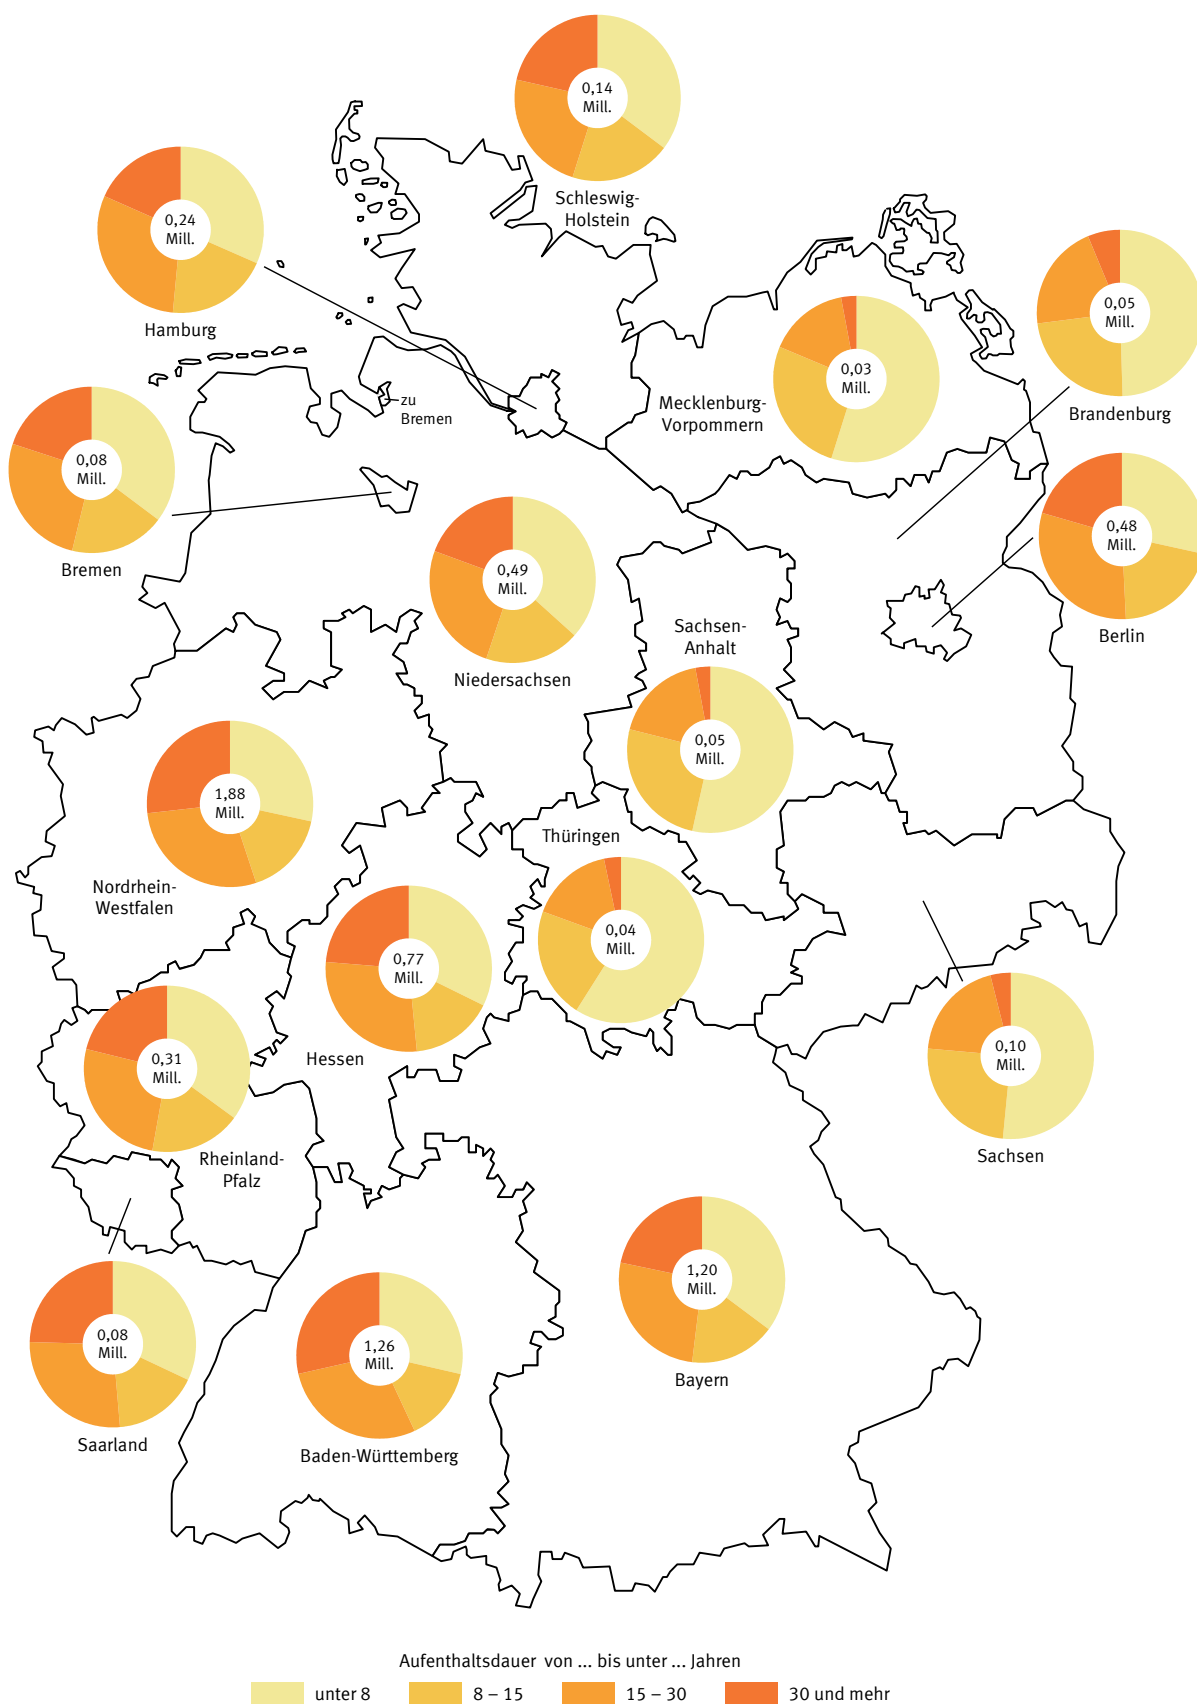 0,14
Mill.
Schleswig-
Holstein
0,24
Mill.
Hamburg
0,05
Mill.
Brandenburg
0,03
Mill.
Mecklenburg-
Vorpommern
zu
Bremen
0,08
Mill.
Bremen
0,48
Mill.
Berlin
0,49
Mill.
Niedersachsen
Sachsen-
Anhalt
0,05
Mill.
1,88
Mill.
Nordrhein-
Westfalen
Thüringen
0,04
Mill.
0,77
Mill.
Hessen
0,31
Mill.
Rheinland-
Pfalz
0,10
Mill.
Sachsen
0,08
Mill.
Saarland
1,26
Mill.
Baden-Württemberg
1,20
Mill.
Bayern
Aufenthaltsdauer von ... bis unter ... Jahren
unter 8 8 – 15 15 – 30 30 und mehr